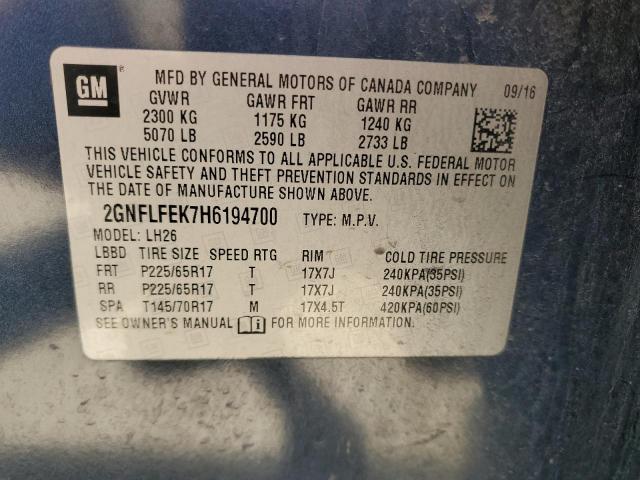 GM ® MFD BY GENERAL MOTORS OF CANADA COMPANY
GVWR GAWR FRT GAWR RR 09/16
2300 KG 1175 KG 1240 KG
5070 LB 2590 LB 2733 LB
THIS VEHICLE CONFORMS TO ALL APPLICABLE U.S. FEDERAL MOTOR
VEHICLE SAFETY AND THEFT PREVENTION STANDARDS IN EFFECT ON
THE DATE OF MANUFACTURE SHOWN ABOVE.
2GNFLFEK7H6194700 TYPE: M.P.V.
MODEL: LH26
LBBD TIRE SIZE SPEED RTG RIM COLD TIRE PRESSURE
FRT P225/65R17 T 17X7J 240KPA(35PSI)
RR P225/65R17 T 17X7J 240KPA(35PSI)
SPA T145/70R17 M 17X4.5T 420KPA(60PSI)
SEE OWNER'S MANUAL FOR MORE INFORMATION.